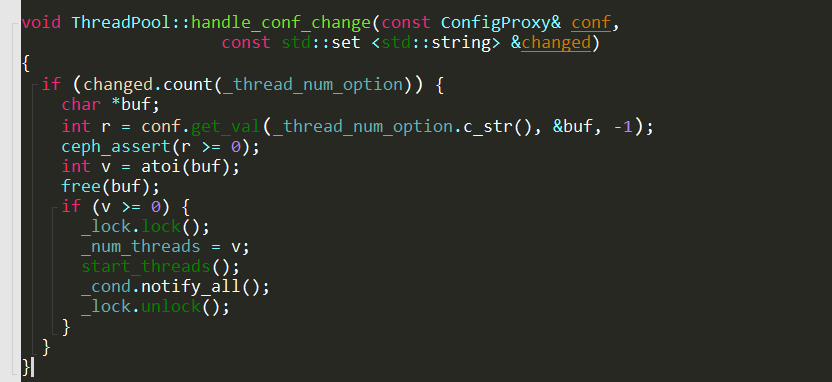 void ThreadPool::handle_conf_change(const ConfigProxy& conf,
                    const std::set <std::string> &changed)
{
  if (changed.count(_thread_num_option)) {
    char *buf;
    int r = conf.get_val(_thread_num_option.c_str(), &buf, -1);
    ceph_assert(r >= 0);
    int v = atoi(buf);
    free(buf);
    if (v >= 0) {
      _lock.lock();
      _num_threads = v;
      start_threads();
      _cond.notify_all();
      _lock.unlock();
    }
  }
}